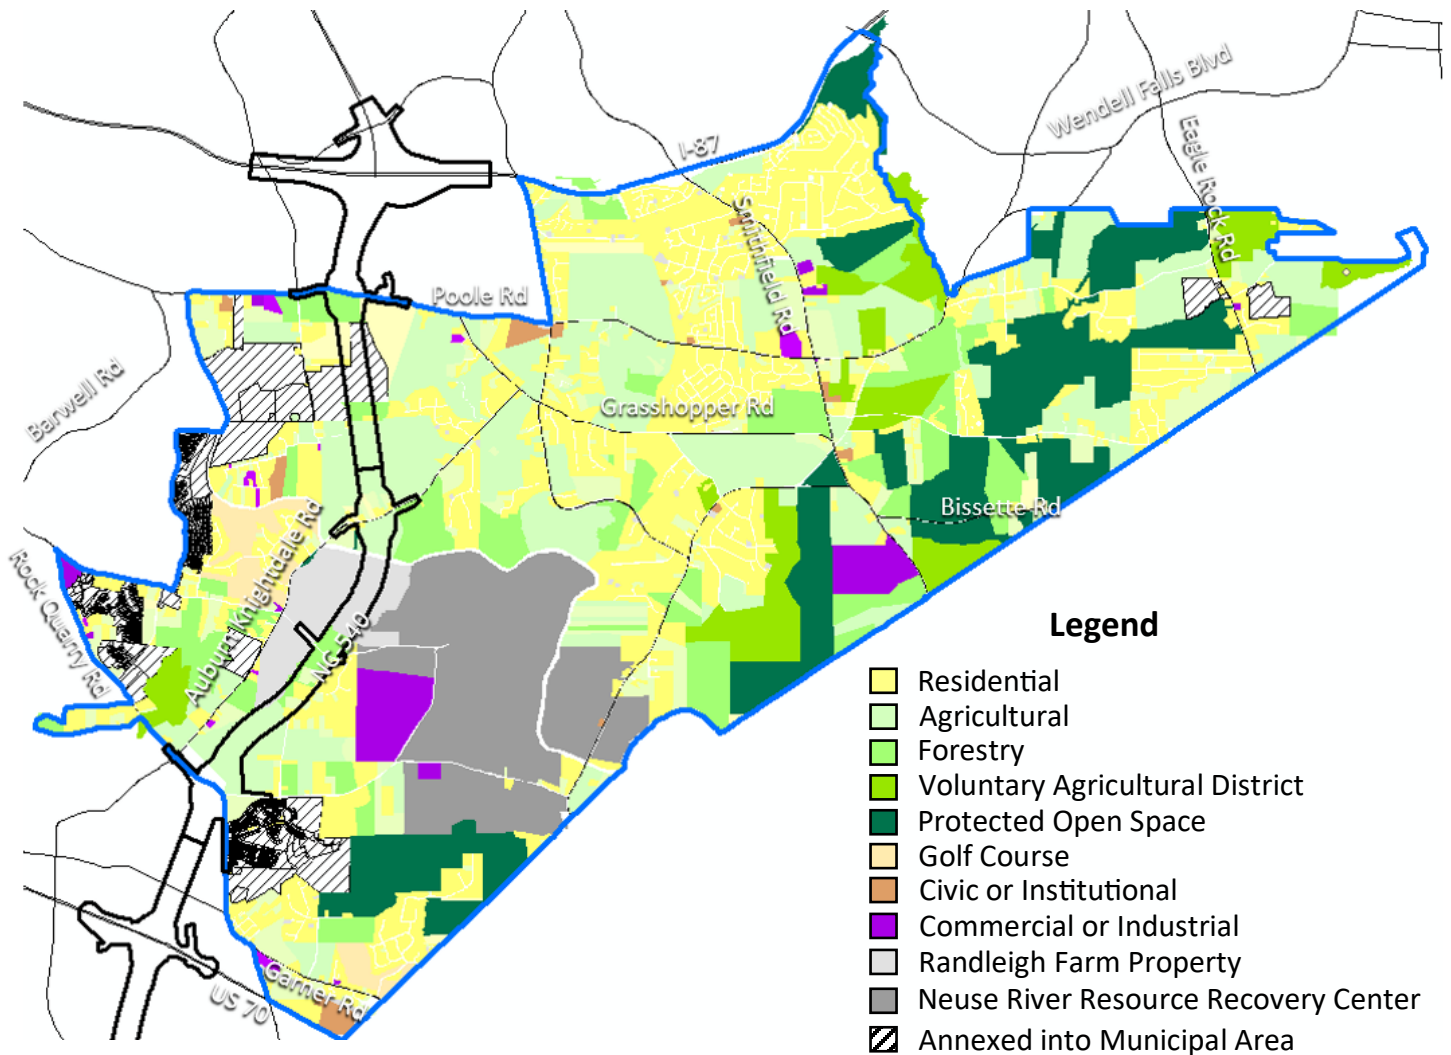 Wendell Falls Blvd
I-87
Eagle Rock Rd
Smithfield Rd
Poole Rd
Barwell Rd
Grasshopper Rd
Bissette Rd
Auburn Knightdale Rd
Rock Quarry Rd
NC 540
Garner Rd
US 70
Legend
Residential
Agricultural
Forestry
Voluntary Agricultural District
Protected Open Space
Golf Course
Civic or Institutional
Commercial or Industrial
Randleigh Farm Property
Neuse River Resource Recovery Center
Annexed into Municipal Area